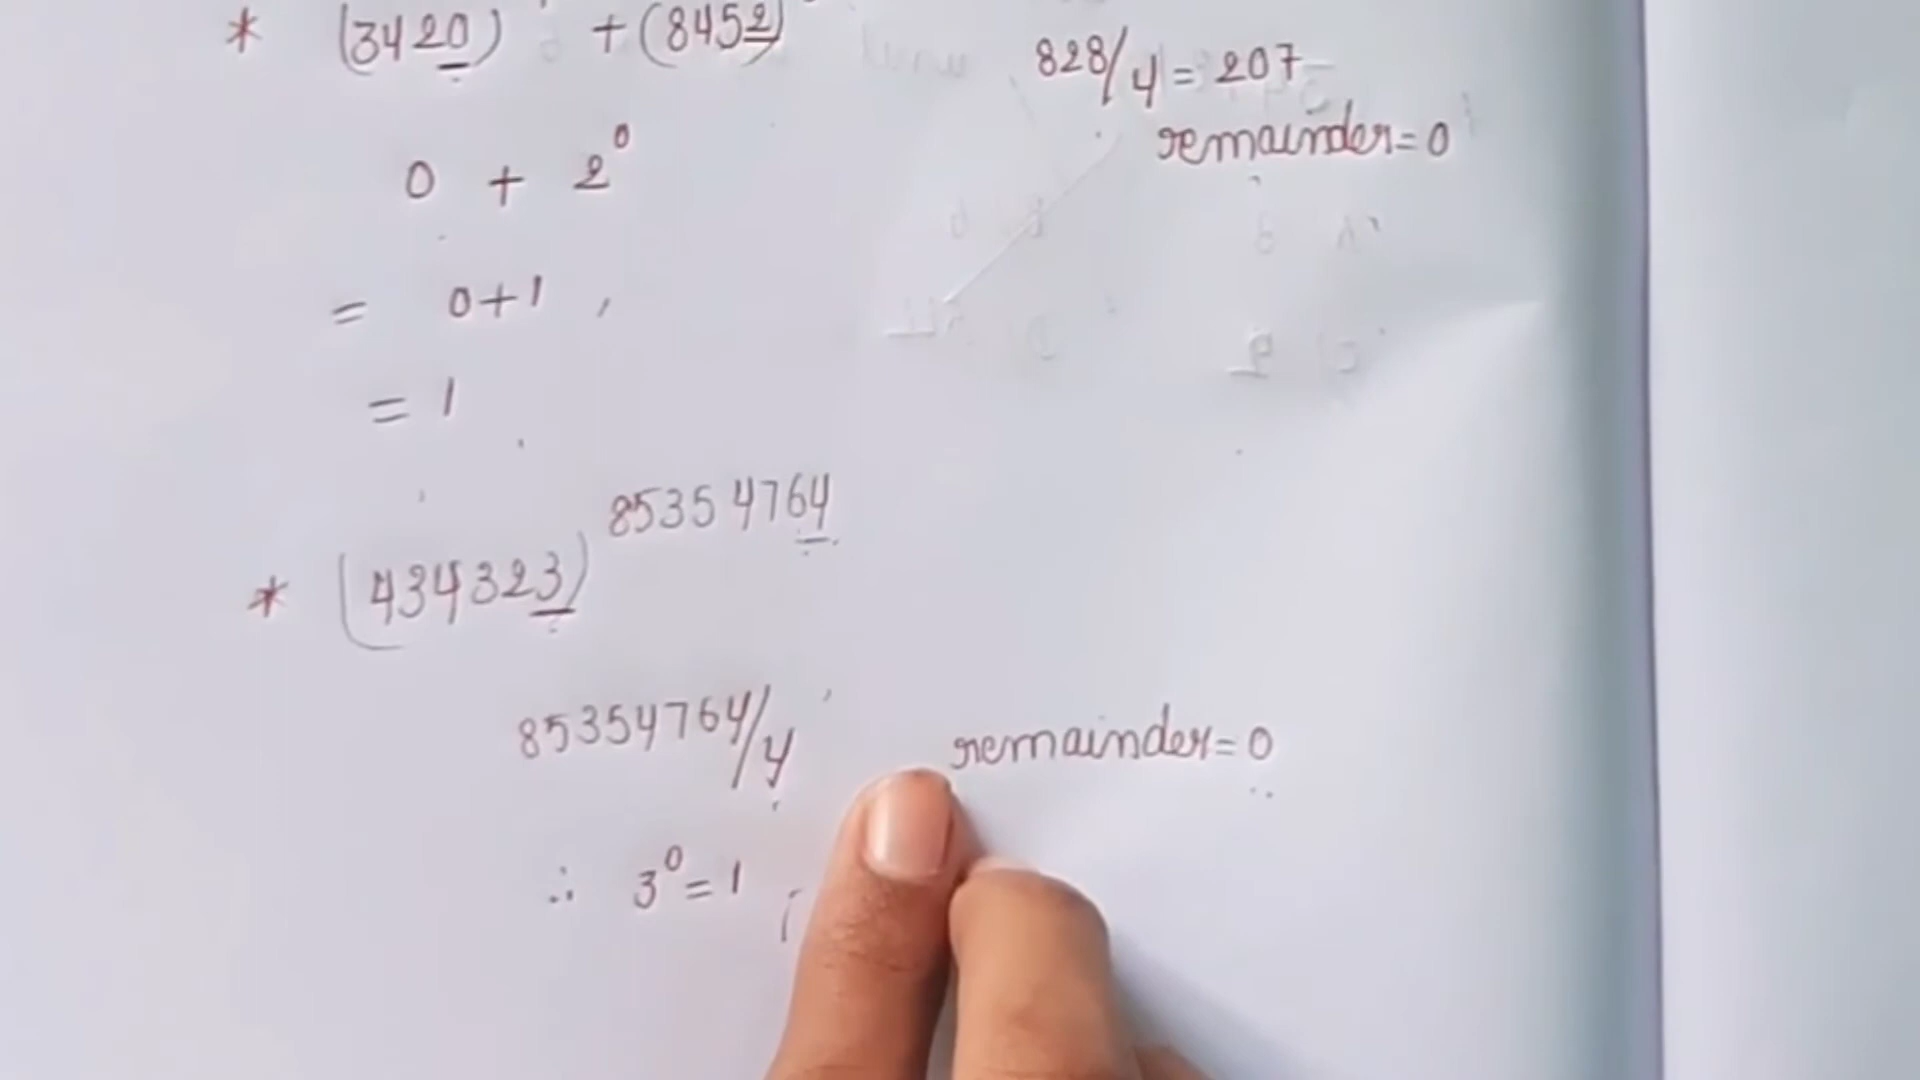 * (3420) + (8452)
828/4 = 207
remainder = 0
0 + 2⁰
= 0+1
= 1
* (434323)⁸⁵³⁵⁴⁷⁶⁴
85354764/4 remainder = 0
∴ 3⁰ = 1